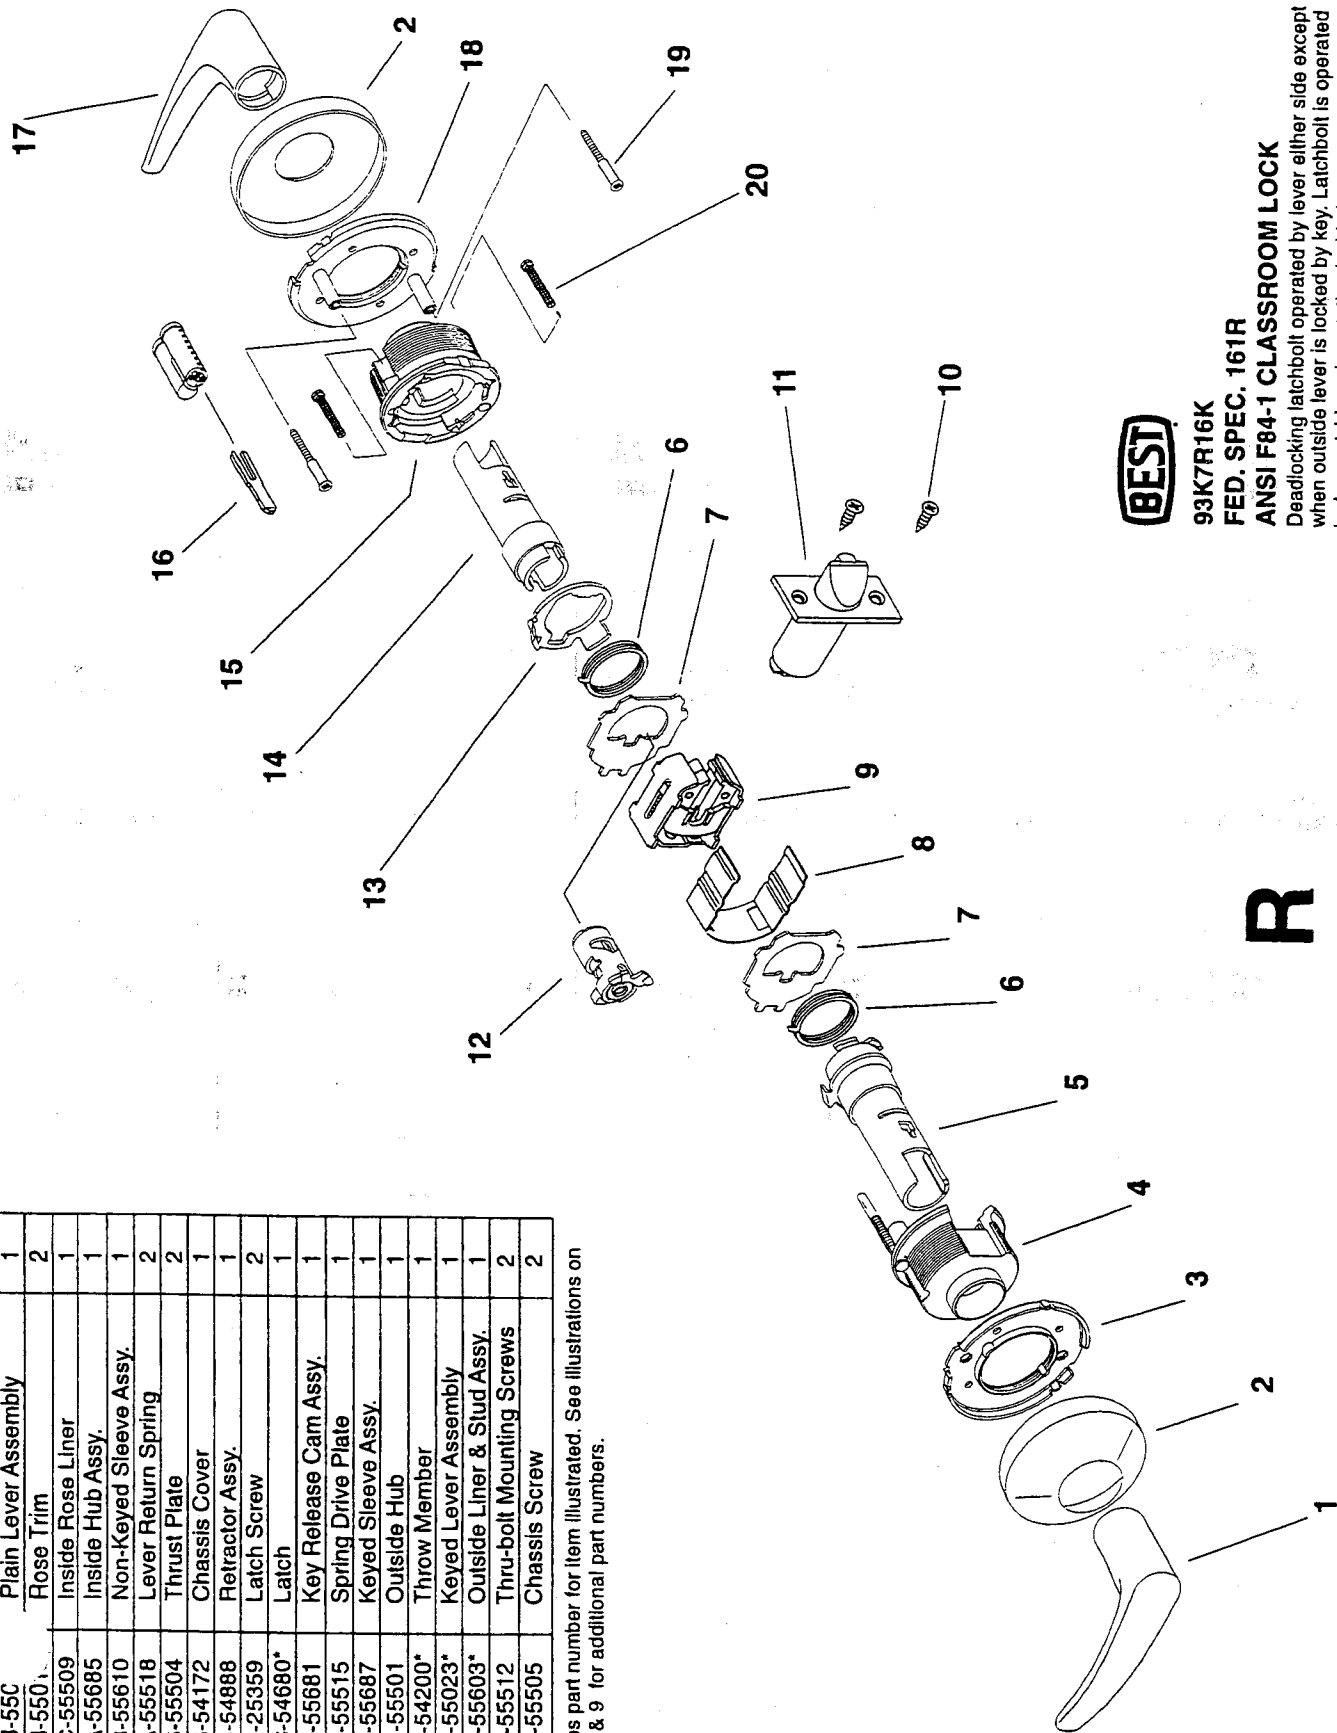 Plain Lever Assembly 1
Rose Trim 2
-55509 Inside Rose Liner 1
-55685 Inside Hub Assy. 1
-55610 Non-Keyed Sleeve Assy. 1
-55518 Lever Return Spring 2
-55504 Thrust Plate 2
-54172 Chassis Cover 1
-54888 Retractor Assy. 1
-25359 Latch Screw 2
-54680* Latch 1
-55681 Key Release Cam Assy. 1
-55515 Spring Drive Plate 1
-55687 Keyed Sleeve Assy. 1
-55501 Outside Hub 1
-54200* Throw Member 1
-55023* Keyed Lever Assembly 1
-55603* Outside Liner & Stud Assy. 1
-55512 Thru-bolt Mounting Screws 2
-55505 Chassis Screw 2
part number for item illustrated. See illustrations on
& 9 for additional part numbers.
17
2
18
19
20
16
15
14
13
6
7
11
10
12
9
8
7
6
5
4
3
2
1
R
BEST
93K7R16K
FED. SPEC. 161R
ANSI F84-1 CLASSROOM LOCK
Deadlocking latchbolt operated by lever either side except
when outside lever is locked by key. Latchbolt is operated